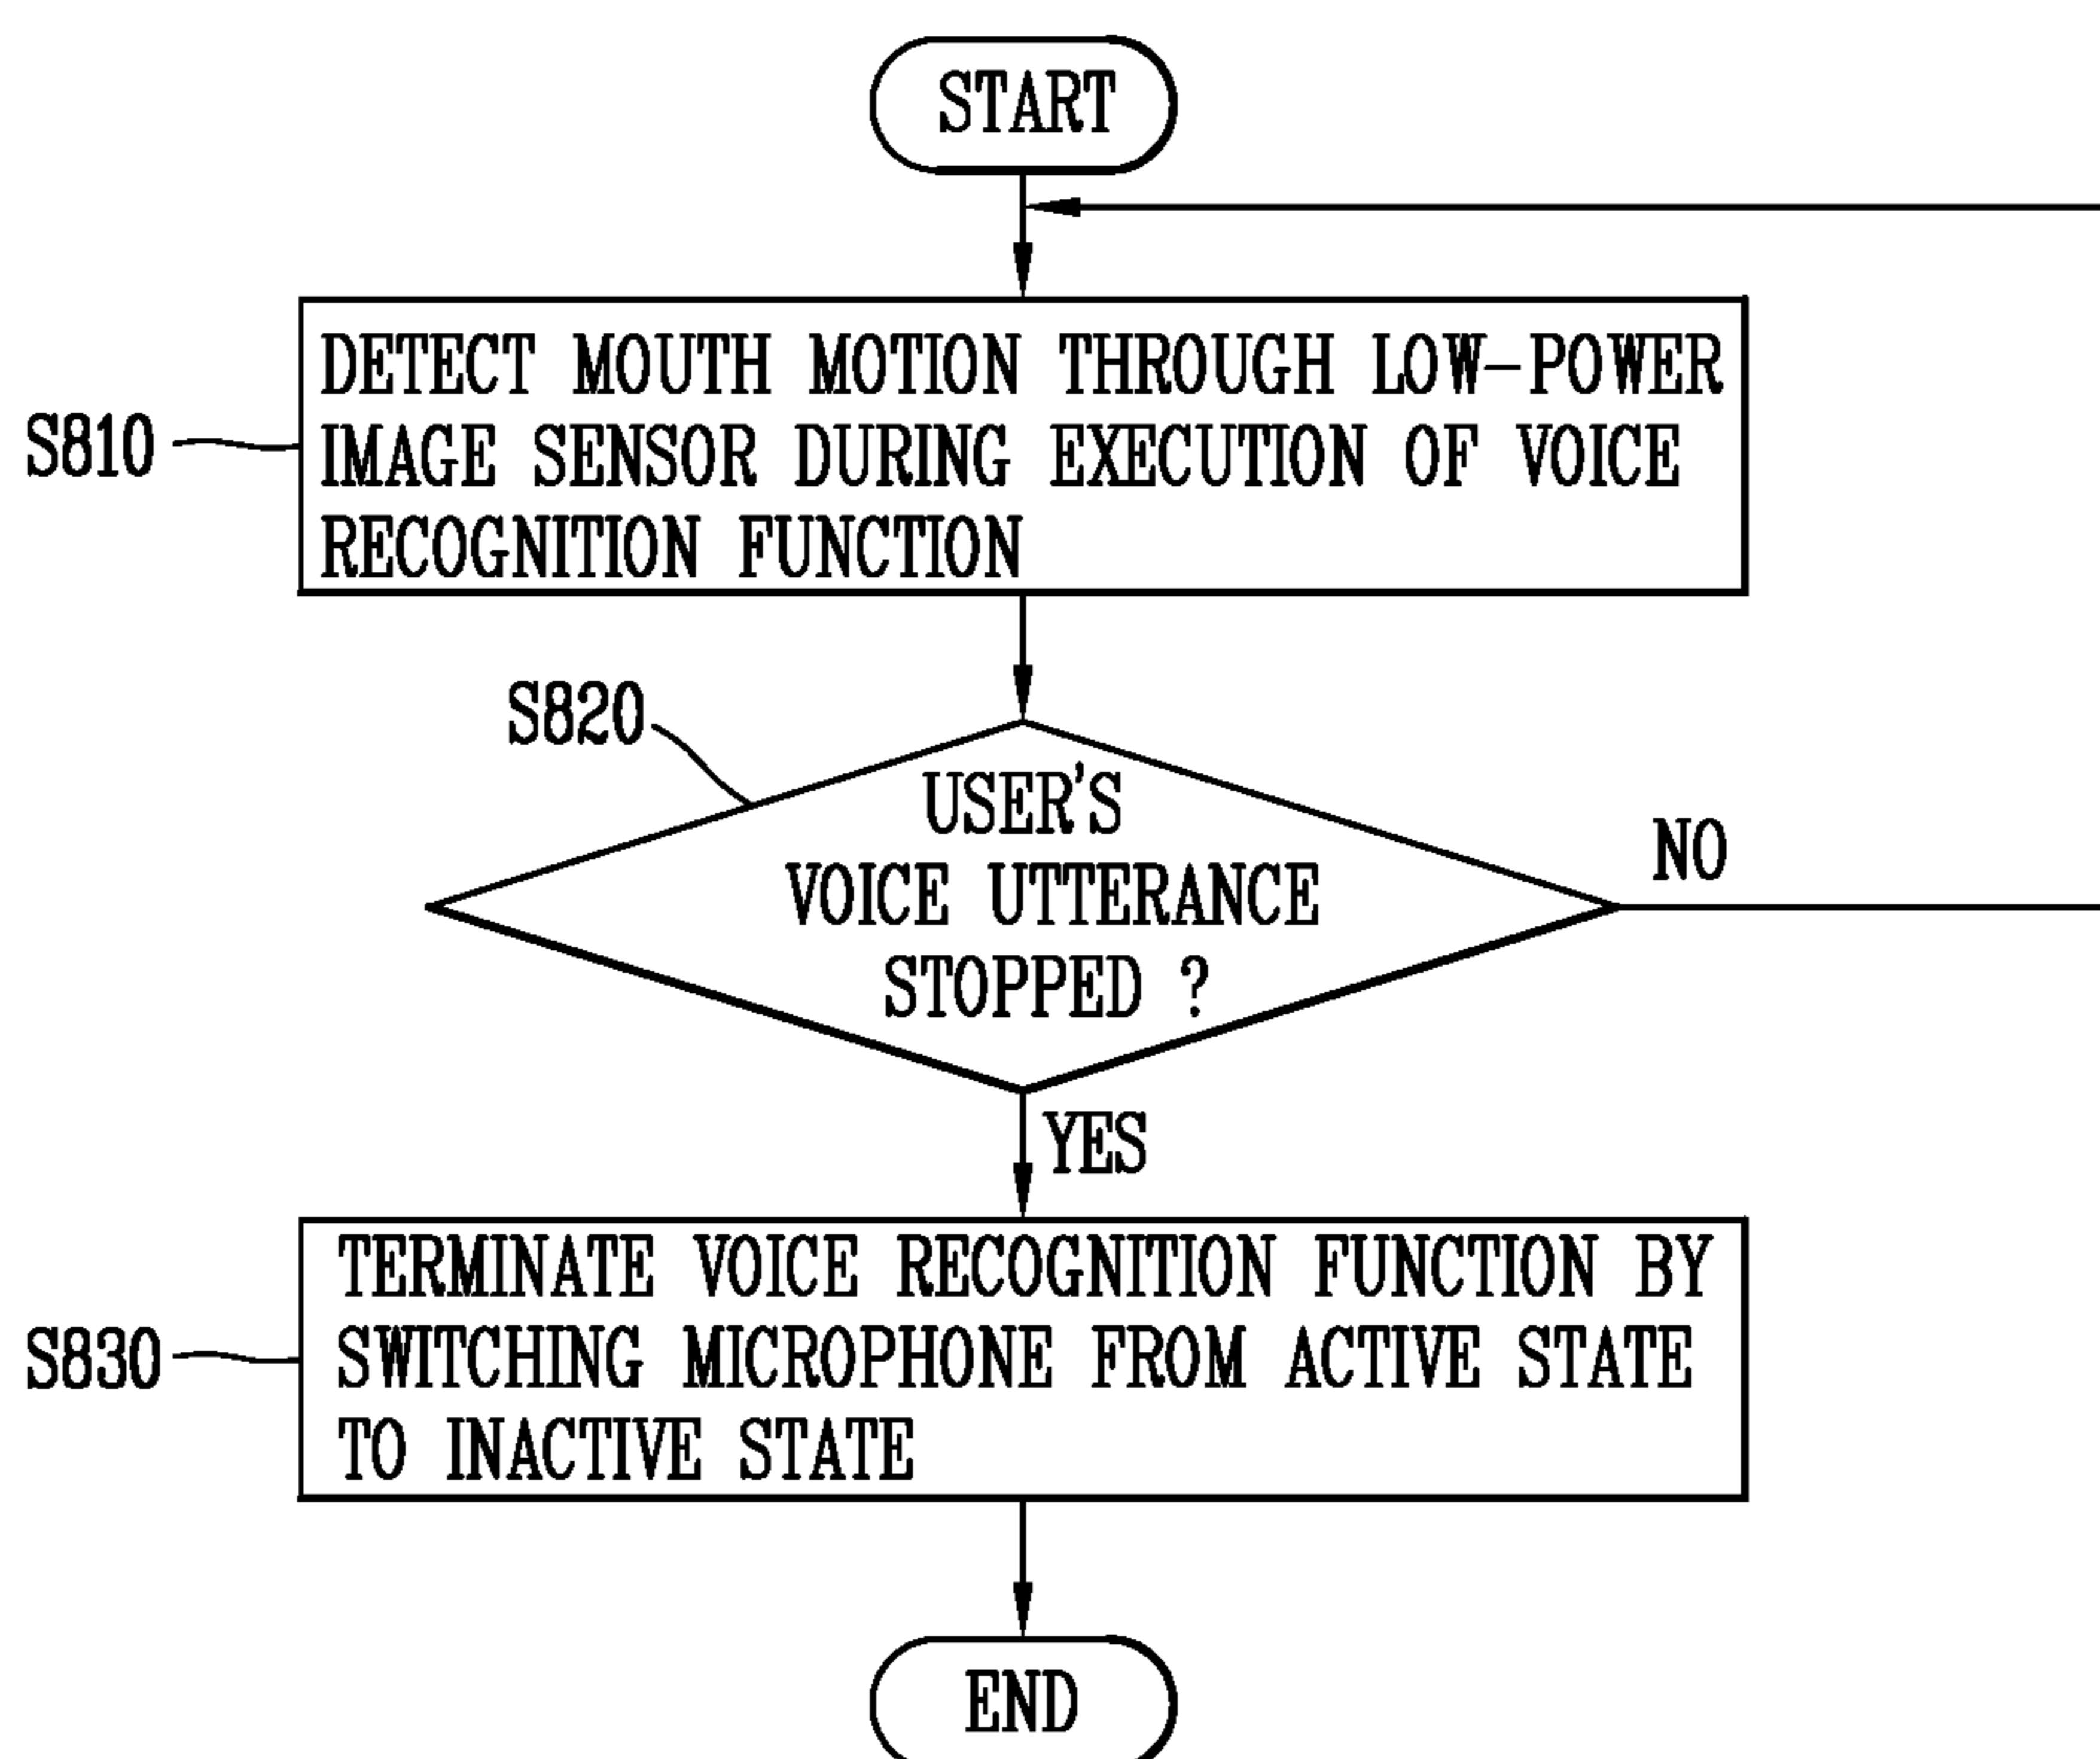 START
DETECT MOUTH MOTION THROUGH LOW-POWER
IMAGE SENSOR DURING EXECUTION OF VOICE
RECOGNITION FUNCTION
S810
S820
USER'S
VOICE UTTERANCE
STOPPED ?
NO
YES
TERMINATE VOICE RECOGNITION FUNCTION BY
SWITCHING MICROPHONE FROM ACTIVE STATE
TO INACTIVE STATE
S830
END